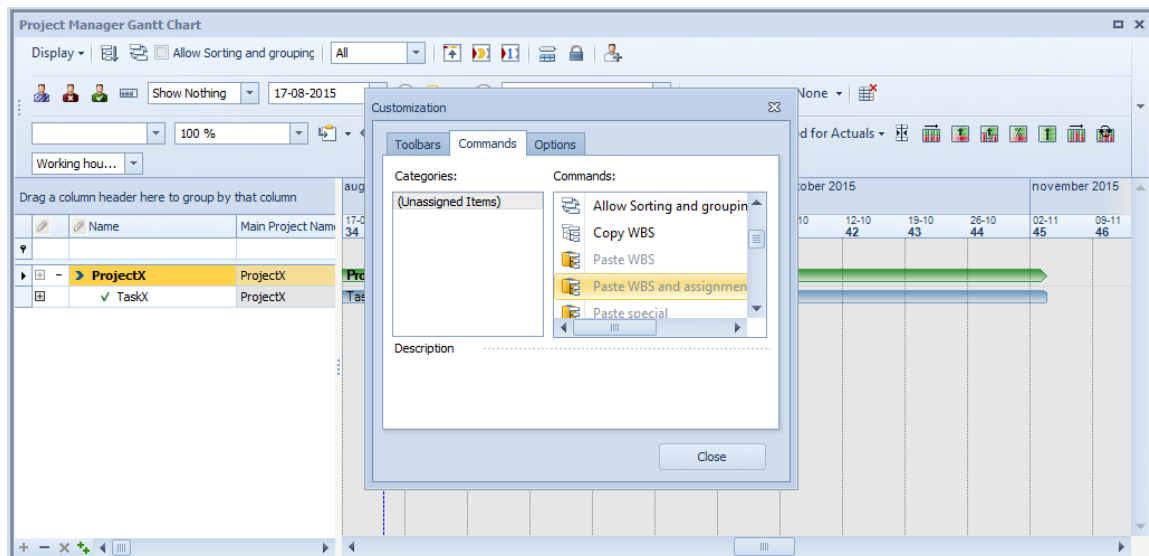 Project Manager Gantt Chart
Display Allow Sorting and grouping All
Show Nothing 17-08-2015 None
100 % d for Actuals
Working hou...
Customization
Toolbars Commands Options
Categories: Commands:
(Unassigned Items)
Allow Sorting and groupin
Copy WBS
Paste WBS
Paste WBS and assignmen
Paste special
Description
Close
Drag a column header here to group by that column
Name Main Project Name
ProjectX ProjectX
TaskX ProjectX
aug tober 2015 november 2015
17-0 10 12-10 19-10 26-10 02-11 09-11
34 42 43 44 45 46
Pro
Tas